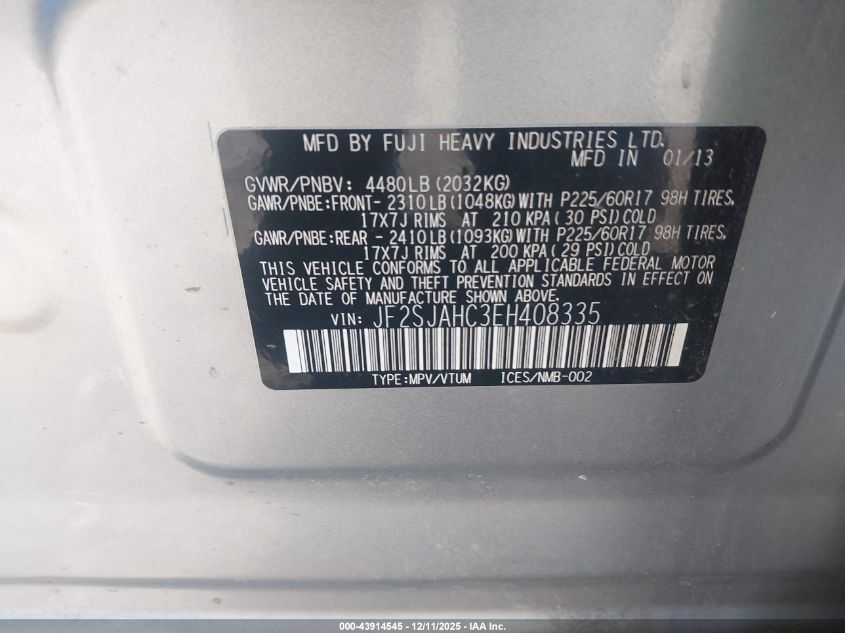 MFD BY FUJI HEAVY INDUSTRIES LTD.
MFD IN 01/13
GVWR/PNBV: 4480LB(2032KG)
GAWR/PNBE:FRONT- 2310LB(1048KG)WITH P225/60R17 98H TIRES,
17X7J RIMS AT 210 KPA(30 PSI)COLD
GAWR/PNBE:REAR - 2410LB(1093KG)WITH P225/60R17 98H TIRES,
17X7J RIMS AT 200 KPA(29 PSI)COLD
THIS VEHICLE CONFORMS TO ALL APPLICABLE FEDERAL MOTOR
VEHICLE SAFETY AND THEFT PREVENTION STANDARDS IN EFFECT ON
THE DATE OF MANUFACTURE SHOWN ABOVE.
VIN: JF2SJAHC3EH408335
TYPE:MPV/VTUM ICES/NMB-002
000-43914545 - 12/11/2025 - IAA Inc.